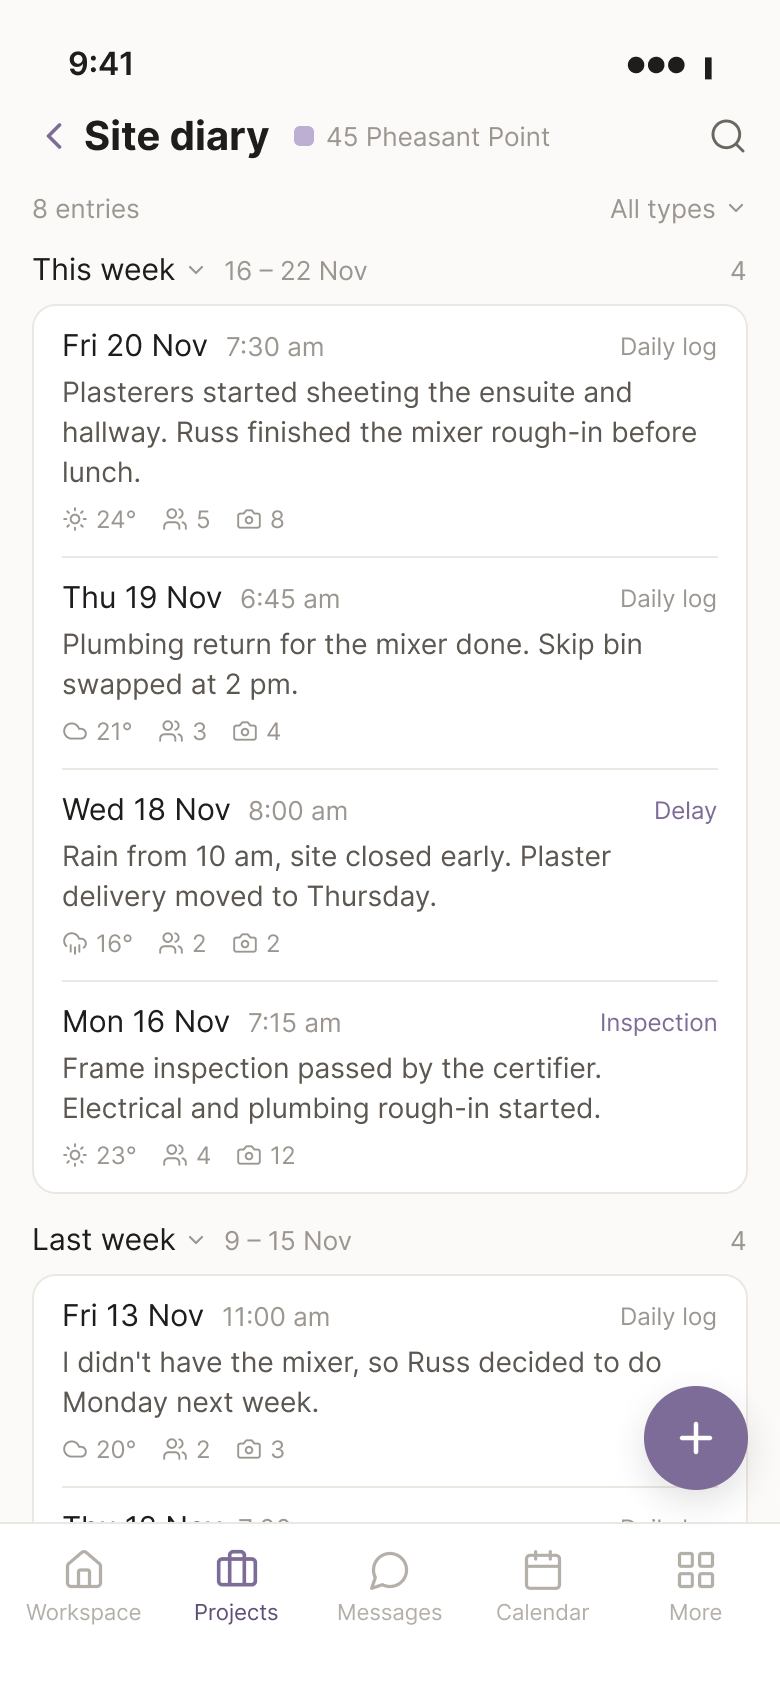 9:41
Site diary 45 Pheasant Point
8 entries All types
This week 16 – 22 Nov 4
Fri 20 Nov 7:30 am Daily log
Plasterers started sheeting the ensuite and
hallway. Russ finished the mixer rough-in before
lunch.
24° 5 8
Thu 19 Nov 6:45 am Daily log
Plumbing return for the mixer done. Skip bin
swapped at 2 pm.
21° 3 4
Wed 18 Nov 8:00 am Delay
Rain from 10 am, site closed early. Plaster
delivery moved to Thursday.
16° 2 2
Mon 16 Nov 7:15 am Inspection
Frame inspection passed by the certifier.
Electrical and plumbing rough-in started.
23° 4 12
Last week 9 – 15 Nov 4
Fri 13 Nov 11:00 am Daily log
I didn't have the mixer, so Russ decided to do
Monday next week.
20° 2 3
Workspace Projects Messages Calendar More